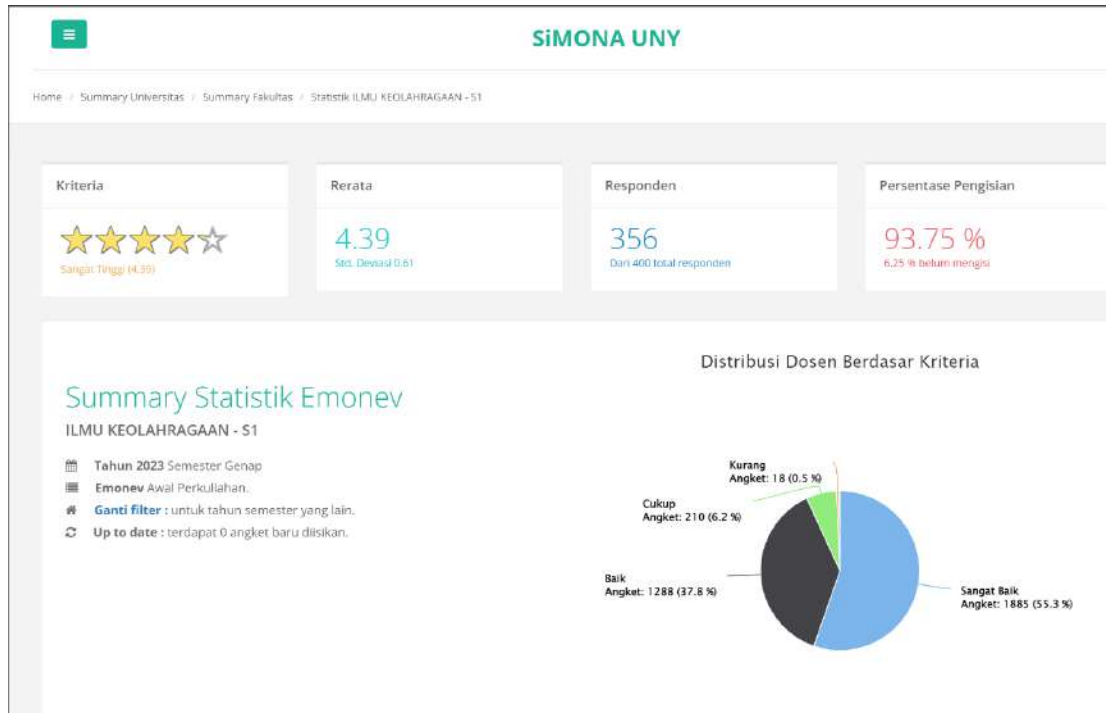 SiMONA UNY
Home / Summary Universitas / Summary Fakultas / Statistik ILMU KEOLAHRAGAAN - S1
Kriteria
Sangat Tinggi (4.39)
Rerata
4.39
Std. Deviasi 0.61
Responden
356
Dari 400 total responden
Persentase Pengisian
93.75 %
6.25 % belum mengisi
Summary Statistik Emonev
ILMU KEOLAHRAGAAN - S1
Tahun 2023 Semester Genap
Emonev Awal Perkuliahan.
Ganti filter : untuk tahun semester yang lain.
Up to date : terdapat 0 angket baru diisikan.
Distribusi Dosen Berdasar Kriteria
Kurang
Angket: 18 (0.5 %)
Cukup
Angket: 210 (6.2 %)
Baik
Angket: 1288 (37.8 %)
Sangat Baik
Angket: 1885 (55.3 %)